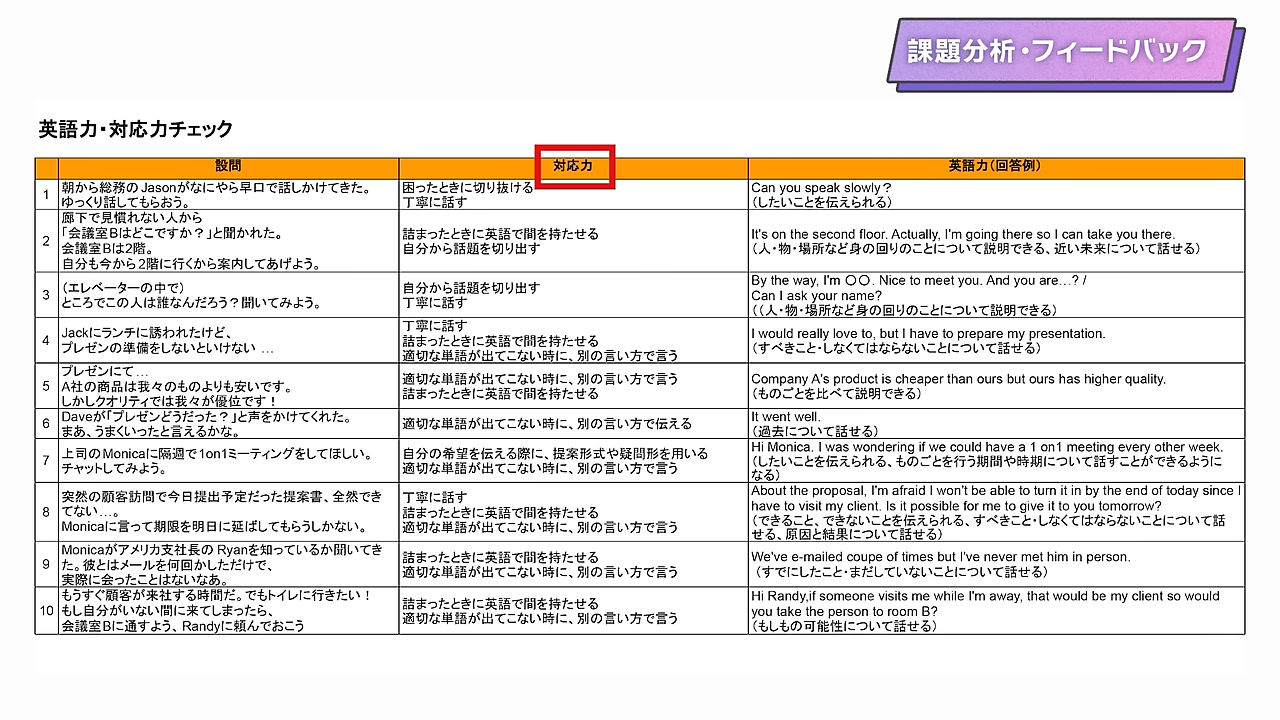 課題分析・フィードバック
英語力・対応力チェック
設問
対応力
英語力(回答例)
1
朝から総務のJasonがなにやら早口で話しかけてきた。
ゆっくり話してもらおう。
困ったときに切り抜ける
丁寧に話す
Can you speak slowly?
(したいことを伝えられる)
2
廊下で見慣れない人から
「会議室Bはどこですか?」と聞かれた。
会議室Bは2階。
自分も今から2階に行くから案内してあげよう。
詰まったときに英語で間を持たせる
自分から話題を切り出す
It's on the second floor. Actually, I'm going there so I can take you there.
(人・物・場所など身の回りのことについて説明できる、近い未来について話せる)
3
(エレベーターの中で)
ところでこの人は誰なんだろう?聞いてみよう。
自分から話題を切り出す
丁寧に話す
By the way, I'm 〇〇. Nice to meet you. And you are…? /
Can I ask your name?
((人・物・場所など身の回りのことについて説明できる)
4
Jackにランチに誘われたけど、
プレゼンの準備をしないといけない …
丁寧に話す
詰まったときに英語で間を持たせる
適切な単語が出てこない時に、別の言い方で言う
I would really love to, but I have to prepare my presentation.
(すべきこと・しなくてはならないことについて話せる)
5
プレゼンにて…
A社の商品は我々のものよりも安いです。
しかしクオリティでは我々が優位です!
適切な単語が出てこない時に、別の言い方で言う
詰まったときに英語で間を持たせる
Company A's product is cheaper than ours but ours has higher quality.
(ものごとを比べて説明できる)
6
Daveが「プレゼンどうだった?」と声をかけてくれた。
まあ、うまくいったと言えるかな。
適切な単語が出てこない時に、別の言い方で伝える
It went well.
(過去について話せる)
7
上司のMonicaに隔週で1on1ミーティングをしてほしい。
チャットしてみよう。
自分の希望を伝える際に、提案形式や疑問形を用いる
適切な単語が出てこない時に、別の言い方で言う
Hi Monica. I was wondering if we could have a 1 on1 meeting every other week.
(したいことを伝えられる、ものごとを行う期間や時期について話すことができるように
なる)
8
突然の顧客訪問で今日提出予定だった提案書、全然でき
てない…。
Monicaに言って期限を明日に延ばしてもらうしかない。
丁寧に話す
詰まったときに英語で間を持たせる
適切な単語が出てこない時に、別の言い方で言う
About the proposal, I'm afraid I won't be able to turn it in by the end of today since I
have to visit my client. Is it possible for me to give it to you tomorrow?
(できること、できないことを伝えられる、すべきこと・しなくてはならないことについて話
せる、原因と結果について話せる)
9
Monicaがアメリカ支社長の Ryanを知っているか聞いてき
た。彼とはメールを何回かしただけで、
実際に会ったことはないなあ。
詰まったときに英語で間を持たせる
適切な単語が出てこない時に、別の言い方で言う
We've e-mailed coupe of times but I've never met him in person.
(すでにしたこと・まだしていないことについて話せる)
10
もうすぐ顧客が来社する時間だ。でもトイレに行きたい!
もし自分がいない間に来てしまったら、
会議室Bに通すよう、Randyに頼んでおこう
詰まったときに英語で間を持たせる
適切な単語が出てこない時に、別の言い方で言う
Hi Randy,if someone visits me while I'm away, that would be my client so would
you take the person to room B?
(もしもの可能性について話せる)